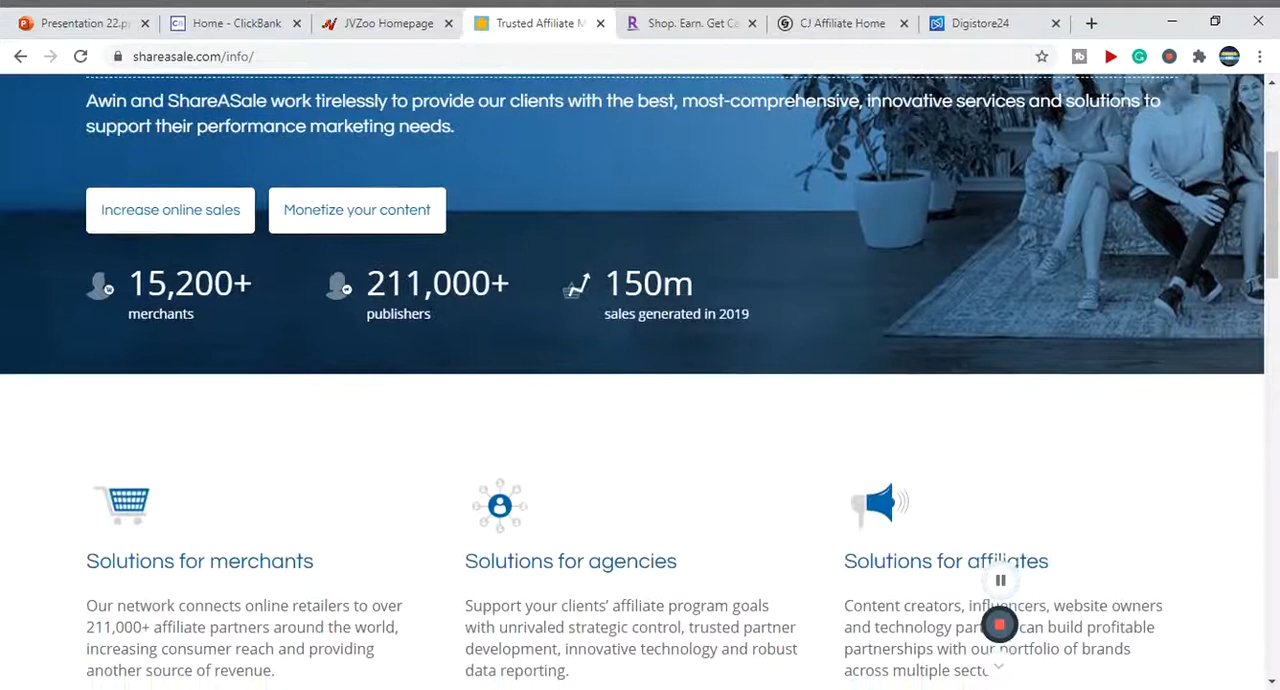 Presentation 22.p
Home - ClickBank
JVZoo Homepage
Trusted Affiliate M
Shop. Earn. Get Ca
CJ Affiliate Home
Digistore24
shareasale.com/info/
Awin and ShareASale work tirelessly to provide our clients with the best, most-comprehensive, innovative services and solutions to
support their performance marketing needs.
Increase online sales
Monetize your content
15,200+
merchants
211,000+
publishers
150m
sales generated in 2019
Solutions for merchants
Our network connects online retailers to over
211,000+ affiliate partners around the world,
increasing consumer reach and providing
another source of revenue.
Solutions for agencies
Support your clients’ affiliate program goals
with unrivaled strategic control, trusted partner
development, innovative technology and robust
data reporting.
Solutions for affiliates
Content creators, influencers, website owners
and technology part can build profitable
partnerships with our portfolio of brands
across multiple secto